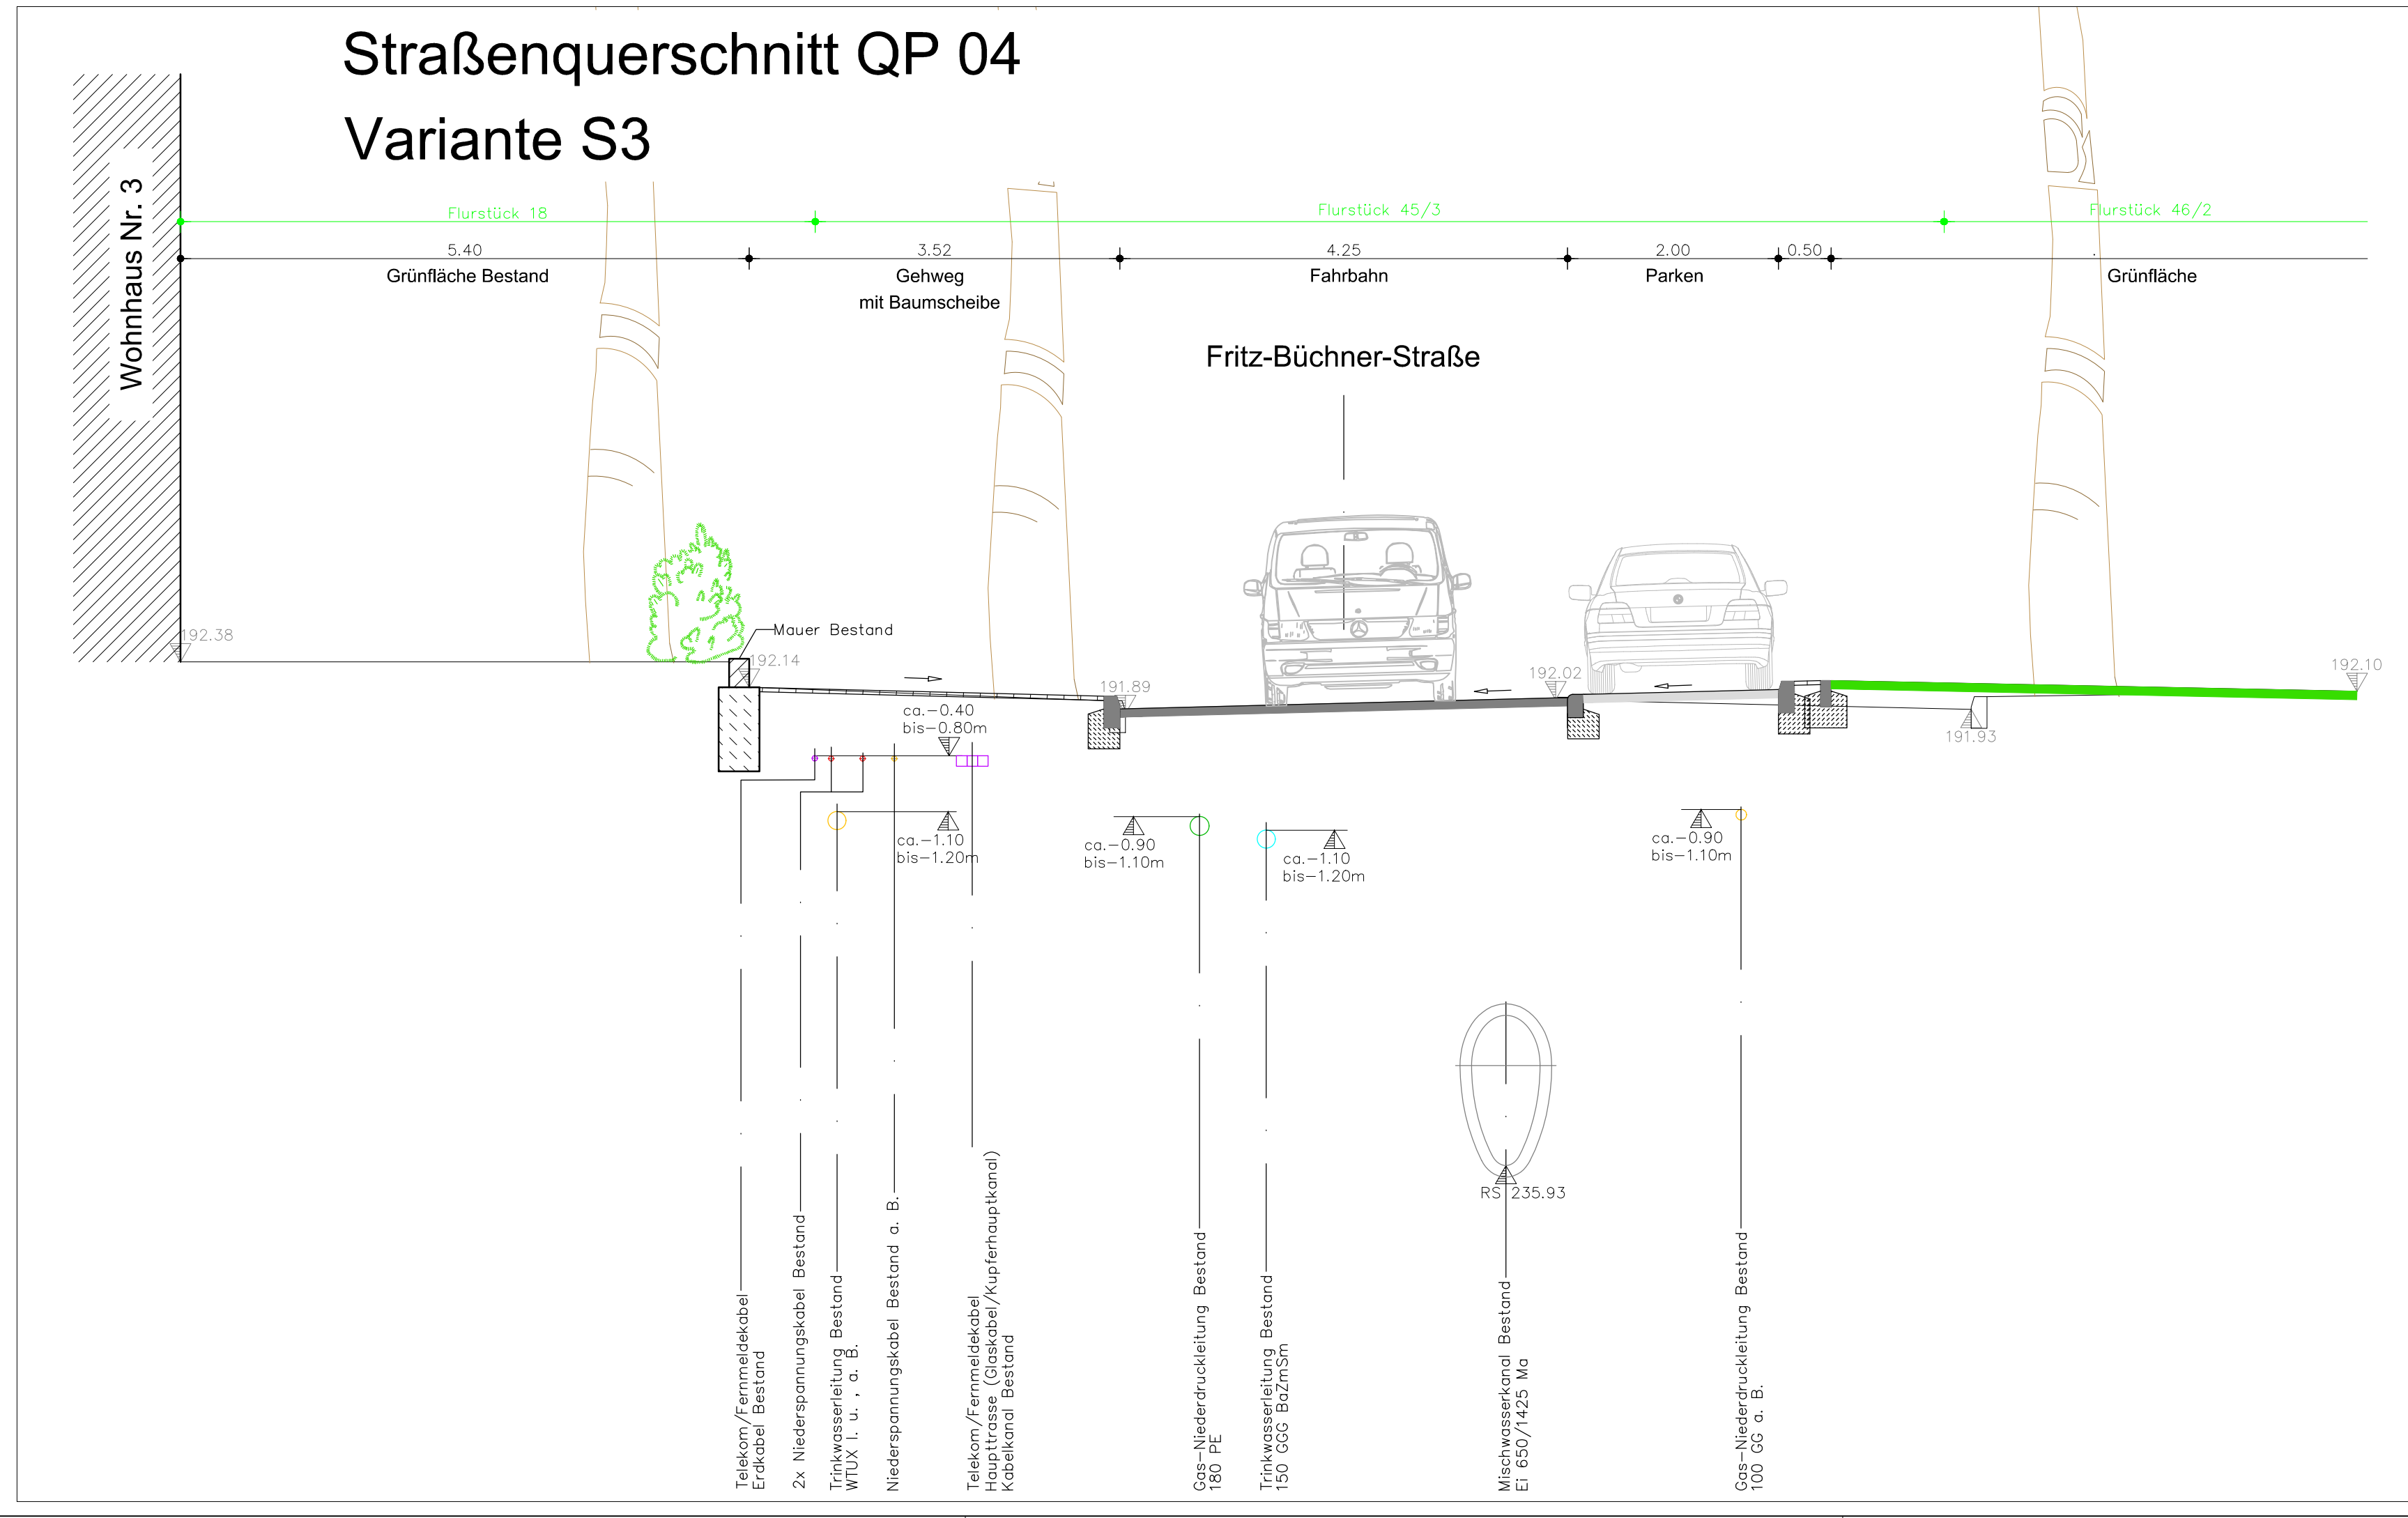 Straßenquerschnitt QP 04
Variante S3
Wohnhaus Nr. 3
Flurstück 18
Flurstück 45/3
Flurstück 46/2
5.40
3.52
4.25
2.00
0.50
Grünfläche Bestand
Gehweg
mit Baumscheibe
Fahrbahn
Parken
Grünfläche
Fritz-Büchner-Straße
192.38
Mauer Bestand
192.14
191.89
192.02
192.10
191.93
ca.-0.40
bis-0.80m
ca.-1.10
bis-1.20m
ca.-0.90
bis-1.10m
ca.-1.10
bis-1.20m
ca.-0.90
bis-1.10m
RS 235.93
Telekom/Fernmeldekabel
Erdkabel Bestand
2x Niederspannungskabel Bestand
Trinkwasserleitung Bestand
WTUX l. u. , a. B.
Niederspannungskabel Bestand a. B.
Telekom/Fernmeldekabel
Haupttrasse (Glaskabel/Kupferhauptkanal)
Kabelkanal Bestand
Gas-Niederdruckleitung Bestand
180 PE
Trinkwasserleitung Bestand
150 GGG BaZmSm
Mischwasserkanal Bestand
Ei 650/1425 Ma
Gas-Niederdruckleitung Bestand
100 GG a. B.